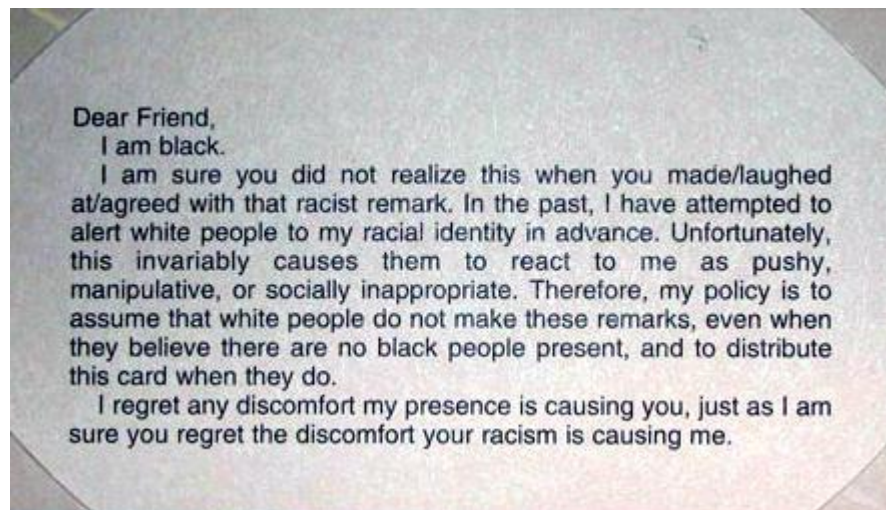 Dear Friend,
I am black.
I am sure you did not realize this when you made/laughed
at/agreed with that racist remark. In the past, I have attempted to
alert white people to my racial identity in advance. Unfortunately,
this invariably causes them to react to me as pushy,
manipulative, or socially inappropriate. Therefore, my policy is to
assume that white people do not make these remarks, even when
they believe there are no black people present, and to distribute
this card when they do.
I regret any discomfort my presence is causing you, just as I am
sure you regret the discomfort your racism is causing me.